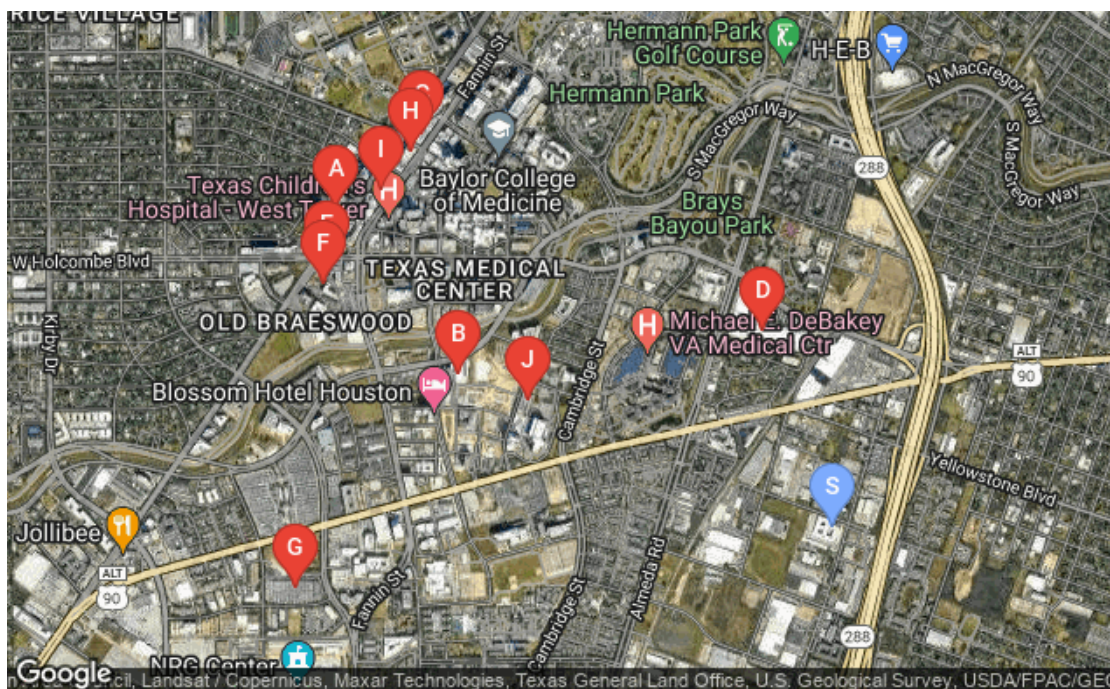 RICE VILLAGE
Fannin St
Hermann Park
Golf Course
H-E-B
N MacGregor Way
Hermann Park
S MacGregor Way
S MacGregor Way
288
H
I
A
Texas Children's
Hospital - West Tower
H
Baylor College
of Medicine
Brays
Bayou Park
F
W Holcombe Blvd
TEXAS MEDICAL
CENTER
D
OLD BRAESWOOD
B
H
Michael E. DeBakey
VA Medical Ctr
Kirby Dr
J
Cambridge St
ALT
90
Blossom Hotel Houston
Yellowstone Blvd
S
Jollibee
G
ALT
90
Fannin St
Almeda Rd
Cambridge St
288
NRG Center
Google
cil, Landsat / Copernicus, Maxar Technologies, Texas General Land Office, U.S. Geological Survey, USDA/FPAC/GEO